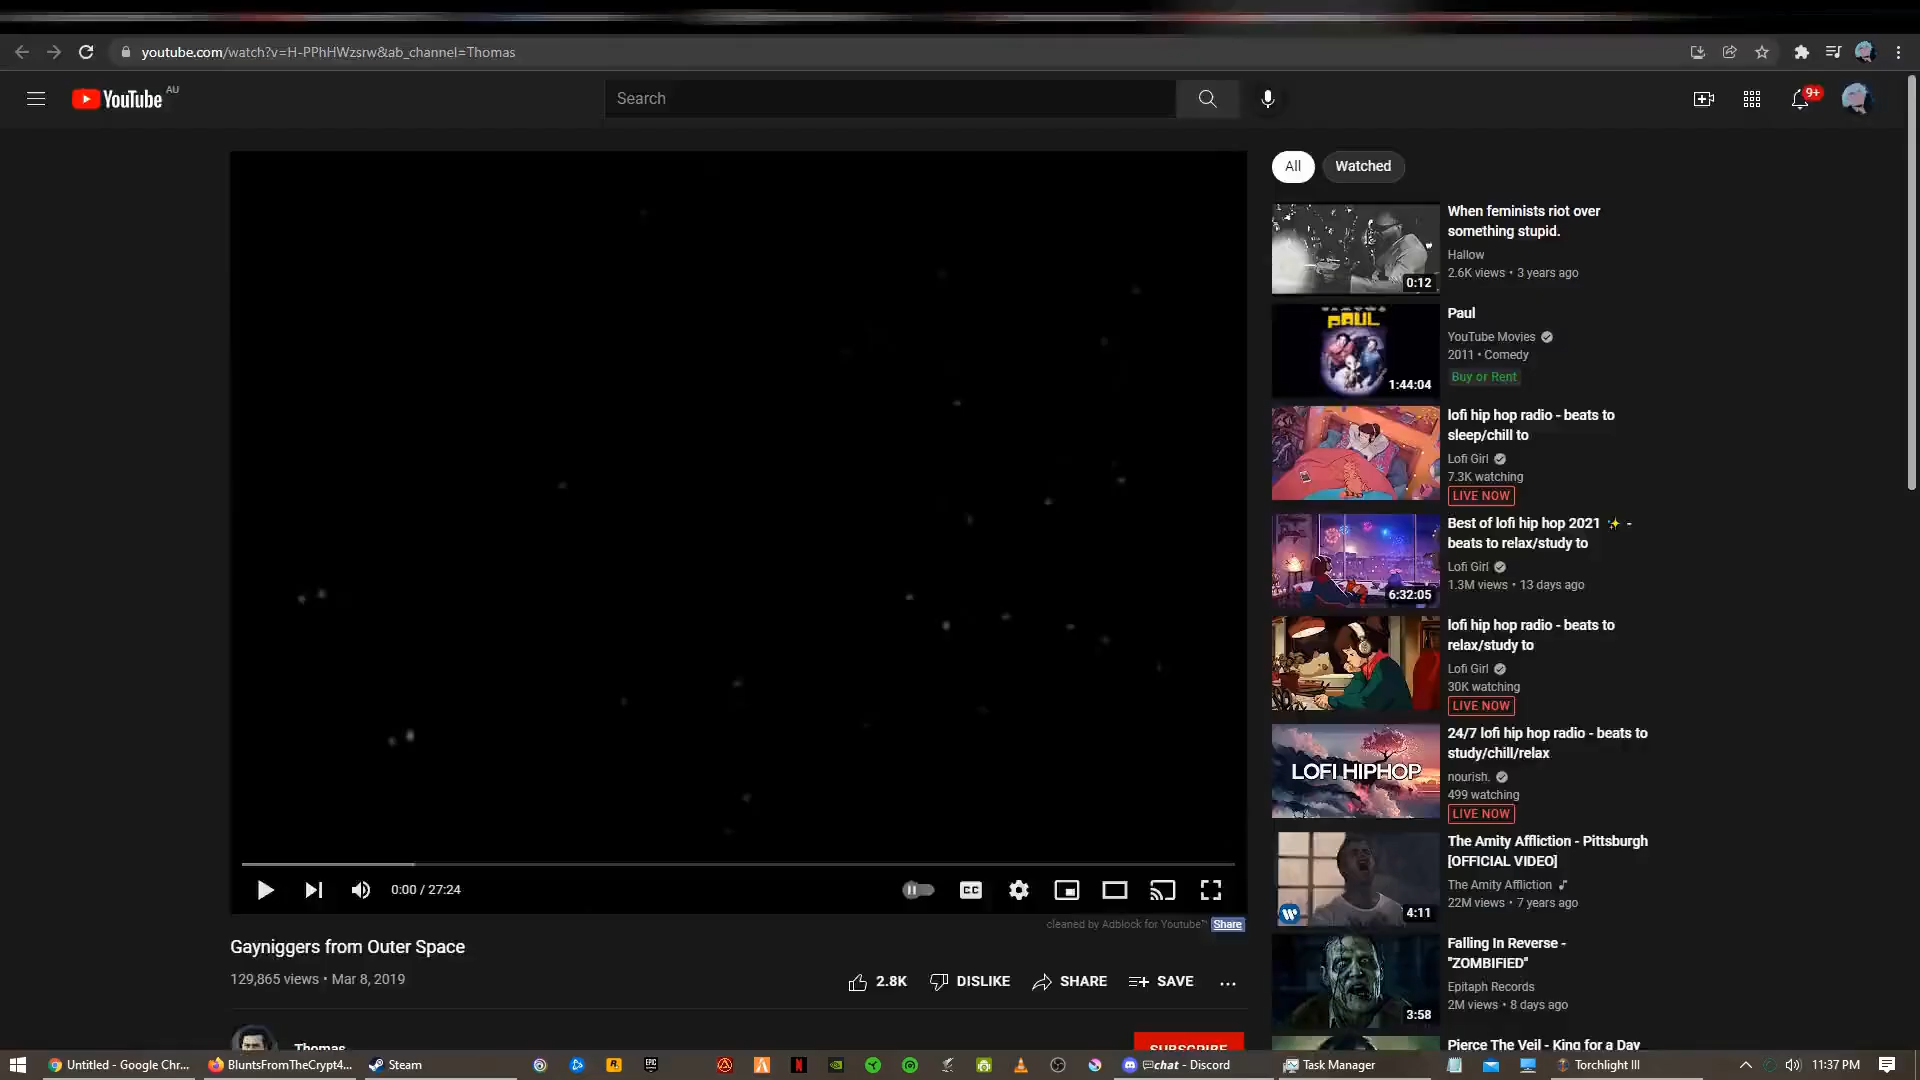 youtube.com/watch?v=H-PPhHWzsrw&ab_channel=Thomas
YouTube AU
Search
9+
All
Watched
When feminists riot over
something stupid.
Hallow
2.6K views • 3 years ago
0:12
PAUL
Paul
YouTube Movies
2011 • Comedy
Buy or Rent
1:44:04
lofi hip hop radio - beats to
sleep/chill to
Lofi Girl
7.3K watching
LIVE NOW
Best of lofi hip hop 2021 ✨ -
beats to relax/study to
Lofi Girl
1.3M views • 13 days ago
6:32:05
lofi hip hop radio - beats to
relax/study to
Lofi Girl
30K watching
LIVE NOW
LOFI HIPHOP
24/7 lofi hip hop radio - beats to
study/chill/relax
nourish.
499 watching
LIVE NOW
The Amity Affliction - Pittsburgh
[OFFICIAL VIDEO]
The Amity Affliction
22M views • 7 years ago
4:11
Falling In Reverse -
"ZOMBIFIED"
Epitaph Records
2M views • 8 days ago
3:58
Pierce The Veil - King for a Day
0:00 / 27:24
CC
cleaned by Adblock for Youtube™ Share
Gayniggers from Outer Space
129,865 views • Mar 8, 2019
2.8K
DISLIKE
SHARE
SAVE
Thomas
SUBSCRIBE
Untitled - Google Chr...
BluntsFromTheCrypt4...
Steam
EPIC
chat - Discord
Task Manager
Torchlight III
11:37 PM